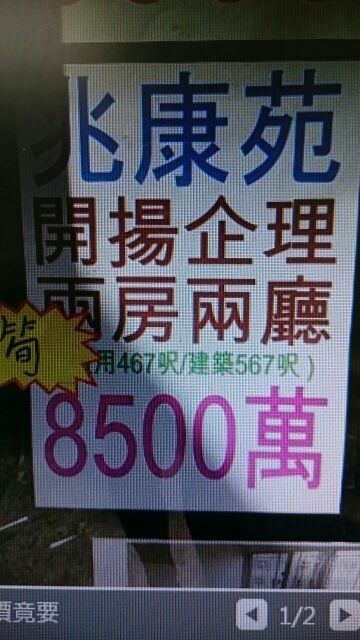 兆康苑
開揚企理
兩房兩廳
筍
用467呎/建築567呎)
8500萬
價竟要
1/2